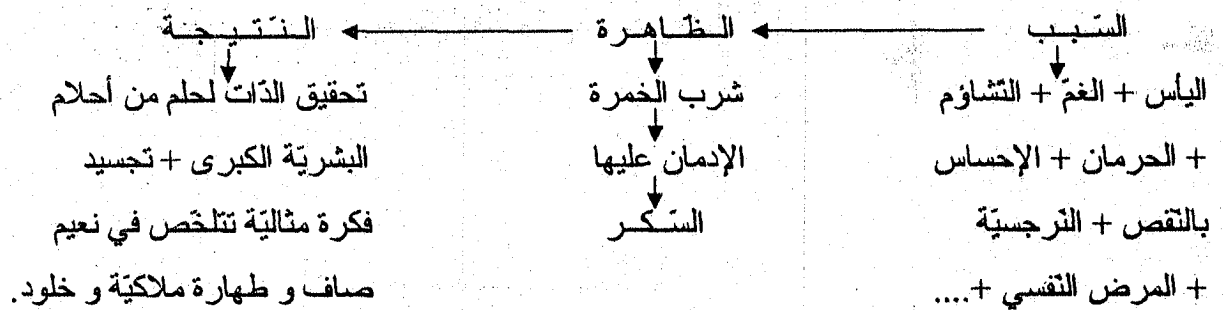 السّبب الظّاهرة النّتيجة
اليأس + الغمّ + التّشاؤم شرب الخمرة تحقيق الذّات لحلم من أحلام
+ الحرمان + الإحساس الإدمان عليها البشريّة الكبرى + تجسيد
بالنّقص + النّرجسيّة السّكر فكرة مثاليّة تتلخّص في نعيم
+ المرض النّفسي +.... صاف و طهارة ملاكيّة و خلود.